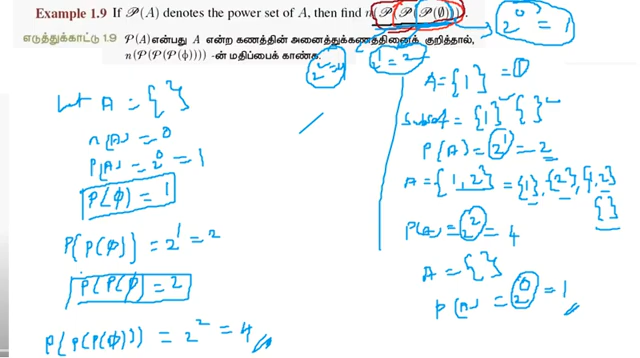 Example 1.9 If 𝒫(A) denotes the power set of A, then find n(𝒫(𝒫(𝒫(∅)))).
எடுத்துக்காட்டு 1.9 𝒫(A) என்பது A என்ற கணத்தின் அனைத்துக்கணத்தினைக் குறித்தால்,
n(𝒫(𝒫(𝒫(ϕ)))) -ன் மதிப்பைக் காண்க.
2⁰ = 1
2¹ = 2
2² = 4
Let A = { }
n(A) = 0
P(A) = 2⁰ = 1
P(ϕ) = 1
P(P(ϕ)) = 2¹ = 2
P(P(ϕ) = 2
P(P(P(ϕ))) = 2² = 4
A = {1} = ①
Subset = {1} { }
P(A) = 2¹ = 2
A = {1, 2} = {1}, {2}, {1, 2}
{ }
P(A) = 2² = 4
A = { }
P(A) = 2⁰ = 1